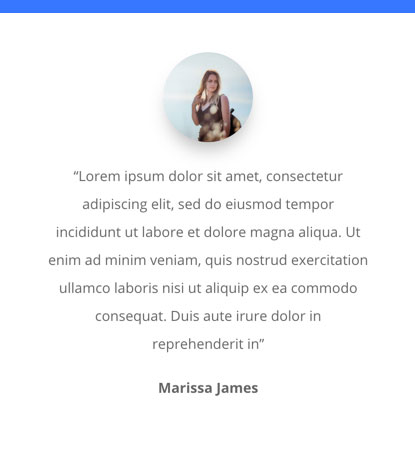 “Lorem ipsum dolor sit amet, consectetur
adipiscing elit, sed do eiusmod tempor
incididunt ut labore et dolore magna aliqua. Ut
enim ad minim veniam, quis nostrud exercitation
ullamco laboris nisi ut aliquip ex ea commodo
consequat. Duis aute irure dolor in
reprehenderit in”
Marissa James